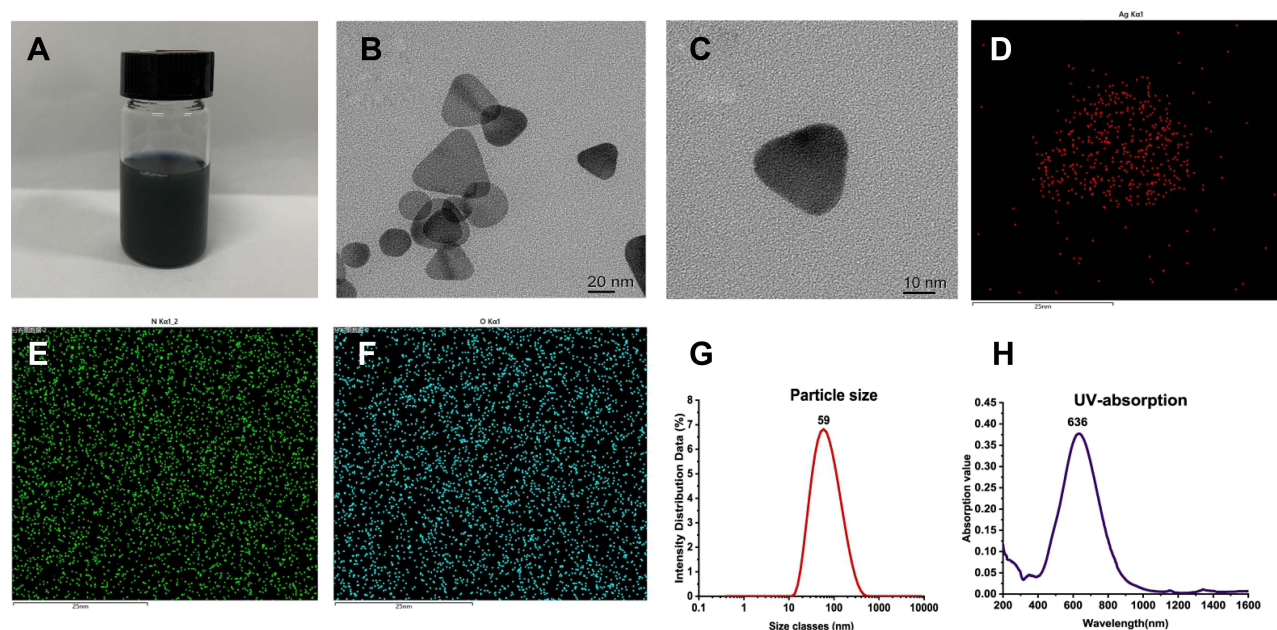 A
B
20 nm
C
10 nm
Ag Kα1
D
25nm
N Kα1_2
E
25nm
O Kα1
F
25nm
G
Particle size
59
Intensity Distribution Data (%)
8
7
6
5
4
3
2
1
0
0.1 1 10 100 1000 10000
Size classes (nm)
H
UV-absorption
636
Absorption value
0.45
0.40
0.35
0.30
0.25
0.20
0.15
0.10
0.05
0.00
200 400 600 800 1000 1200 1400 1600
Wavelength(nm)